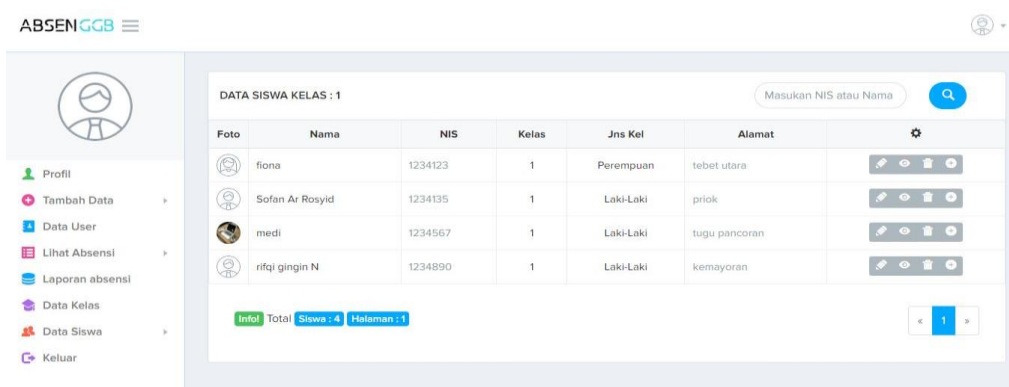 ABSENGGB
DATA SISWA KELAS : 1
Masukan NIS atau Nama
Foto Nama NIS Kelas Jns Kel Alamat
fiona 1234123 1 Perempuan tebet utara
Sofan Ar Rosyid 1234135 1 Laki-Laki priok
medi 1234567 1 Laki-Laki tugu pancoran
rifqi gingin N 1234890 1 Laki-Laki kemayoran
Info! Total Siswa : 4 Halaman : 1
« 1 »
Profil
Tambah Data
Data User
Lihat Absensi
Laporan absensi
Data Kelas
Data Siswa
Keluar